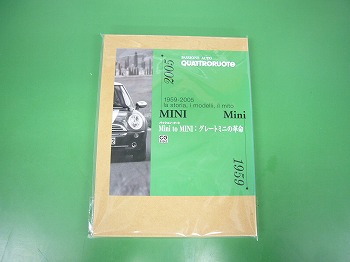 QUATTRORUOTE
2005
1959-2005
la storia, i modelli, il mito
MINI Mini
Mini to MINI：グレートミニの革命
1959